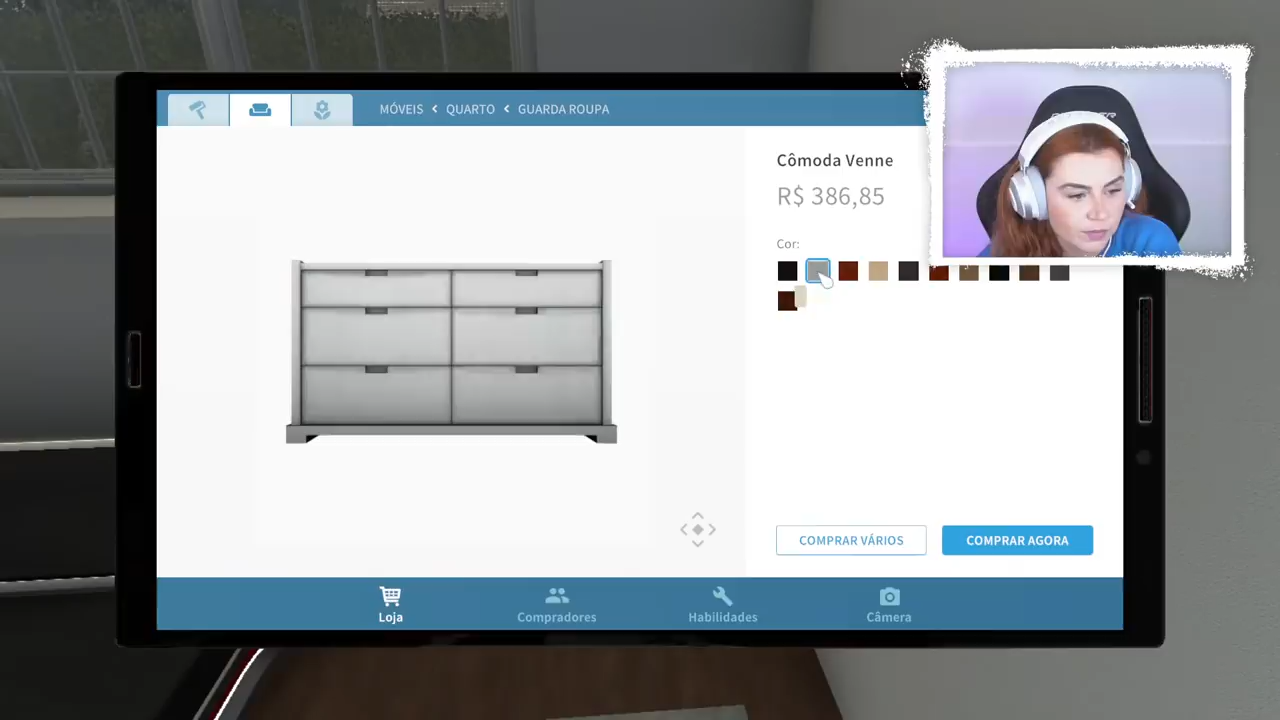 MÓVEIS < QUARTO < GUARDA ROUPA
Cômoda Venne
R$ 386,85
Cor:
COMPRAR VÁRIOS
COMPRAR AGORA
Loja
Compradores
Habilidades
Câmera